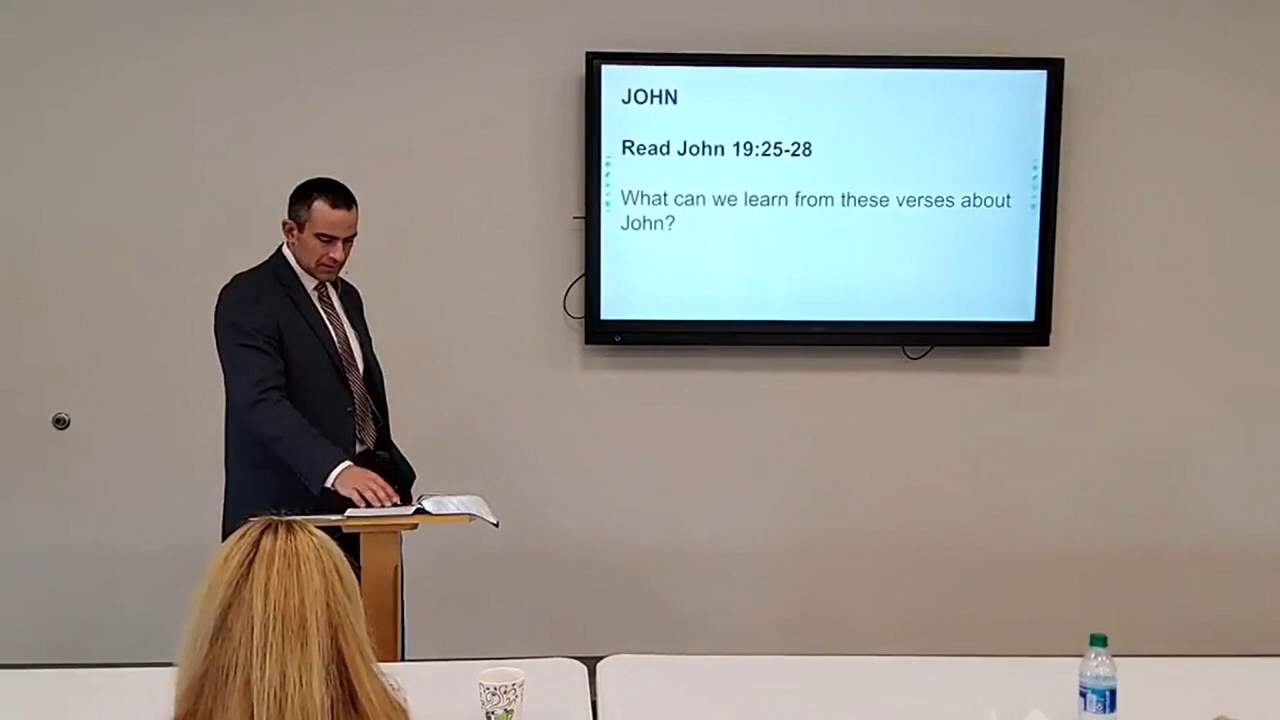 JOHN
Read John 19:25-28
What can we learn from these verses about
John?